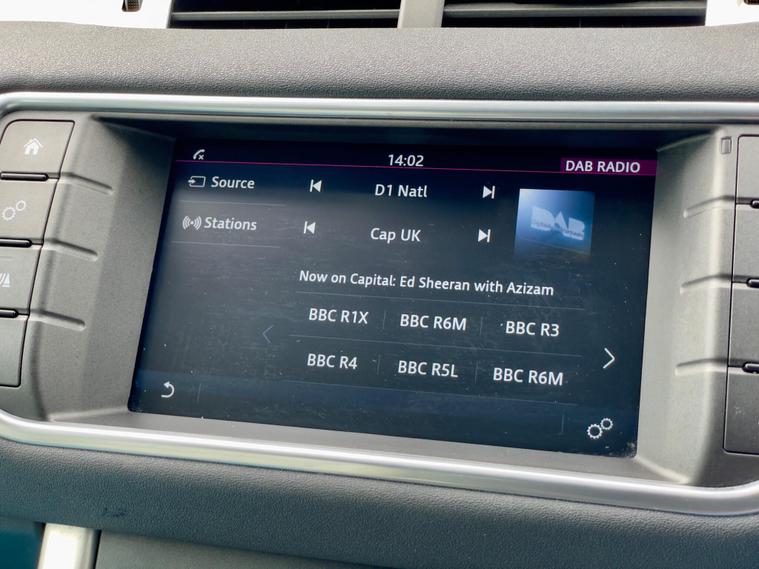 14:02
DAB RADIO
Source
D1 Natl
DAB
Stations
Cap UK
Now on Capital: Ed Sheeran with Azizam
BBC R1X
BBC R6M
BBC R3
BBC R4
BBC R5L
BBC R6M